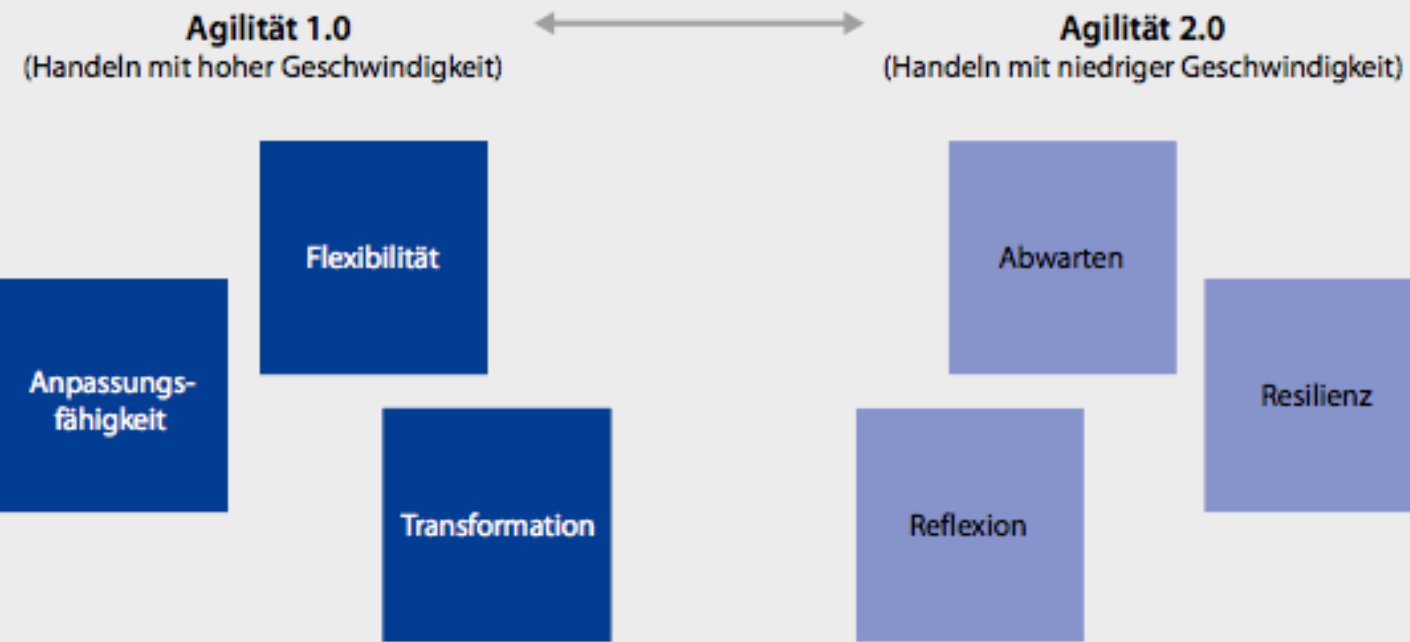 Agilität 1.0
(Handeln mit hoher Geschwindigkeit)
Flexibilität
Anpassungs-
fähigkeit
Transformation
Agilität 2.0
(Handeln mit niedriger Geschwindigkeit)
Abwarten
Resilienz
Reflexion